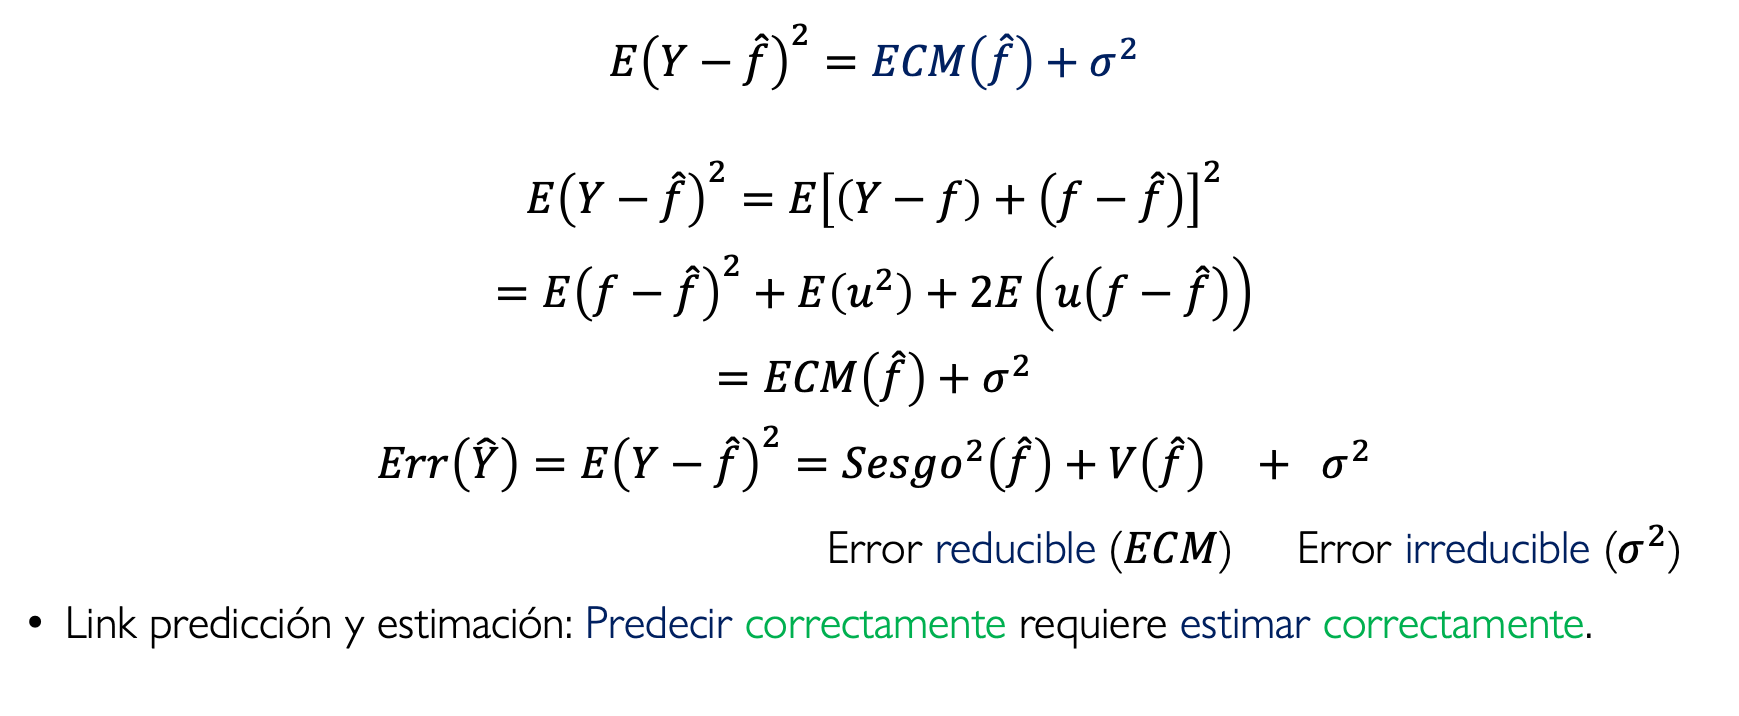 E(Y − f̂)² = ECM(f̂) + σ²
E(Y − f̂)² = E[(Y − f) + (f − f̂)]²
= E(f − f̂)² + E(u²) + 2E(u(f − f̂))
= ECM(f̂) + σ²
Err(Ŷ) = E(Y − f̂)² = Sesgo²(f̂) + V(f̂) + σ²
Error reducible (ECM) Error irreducible (σ²)
• Link predicción y estimación: Predecir correctamente requiere estimar correctamente.